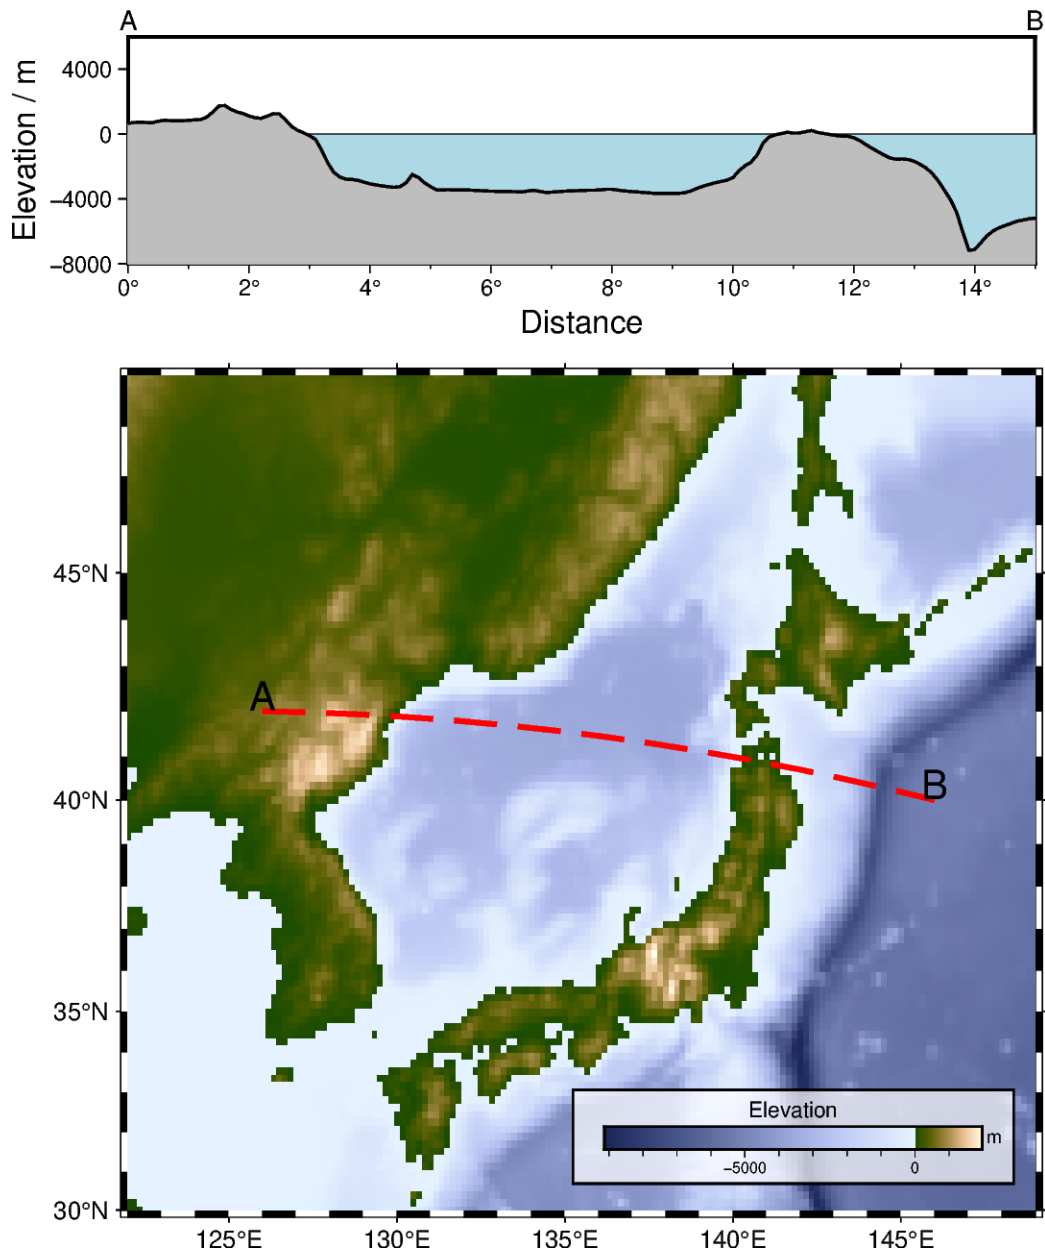 A B
4000
0
−4000
−8000
Elevation / m
0° 2° 4° 6° 8° 10° 12° 14°
Distance
45°N
40°N
35°N
30°N
A
B
Elevation
m
−5000 0
125°E 130°E 135°E 140°E 145°E